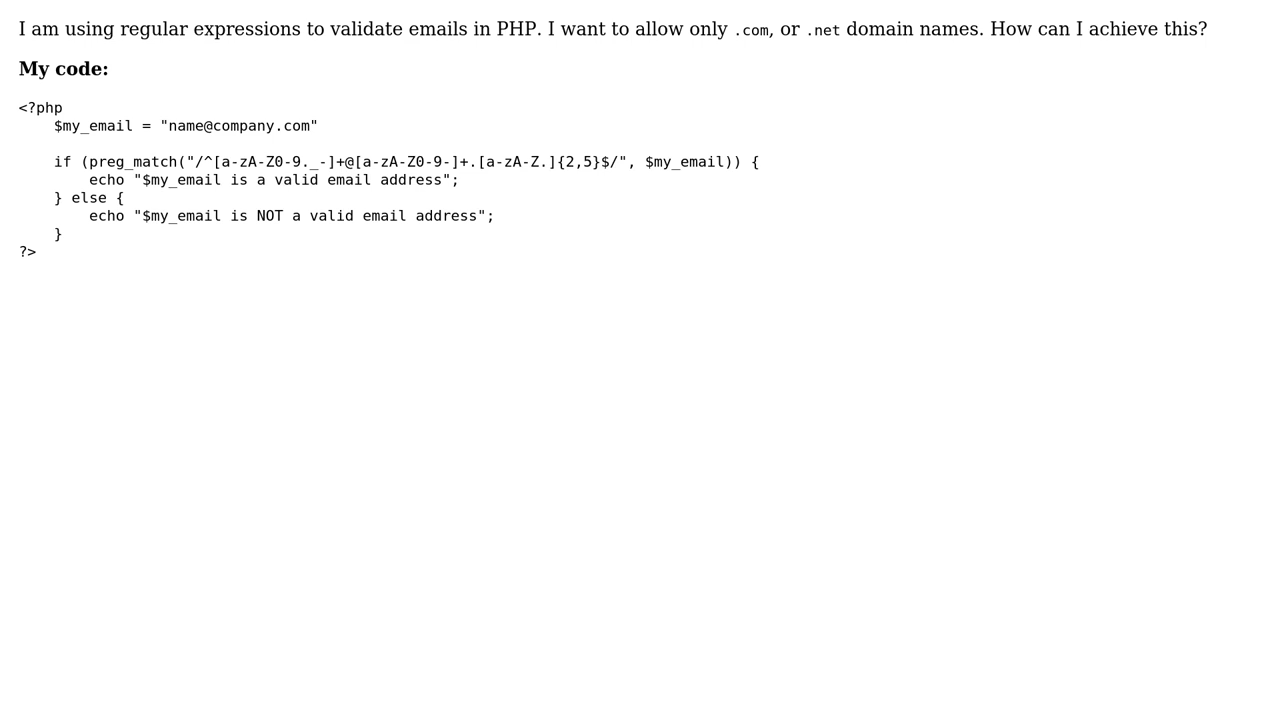 I am using regular expressions to validate emails in PHP. I want to allow only .com, or .net domain names. How can I achieve this?
My code:
<?php
    $my_email = "name@company.com"

    if (preg_match("/^[a-zA-Z0-9._-]+@[a-zA-Z0-9-]+.[a-zA-Z.]{2,5}$/", $my_email)) {
        echo "$my_email is a valid email address";
    } else {
        echo "$my_email is NOT a valid email address";
    }
?>